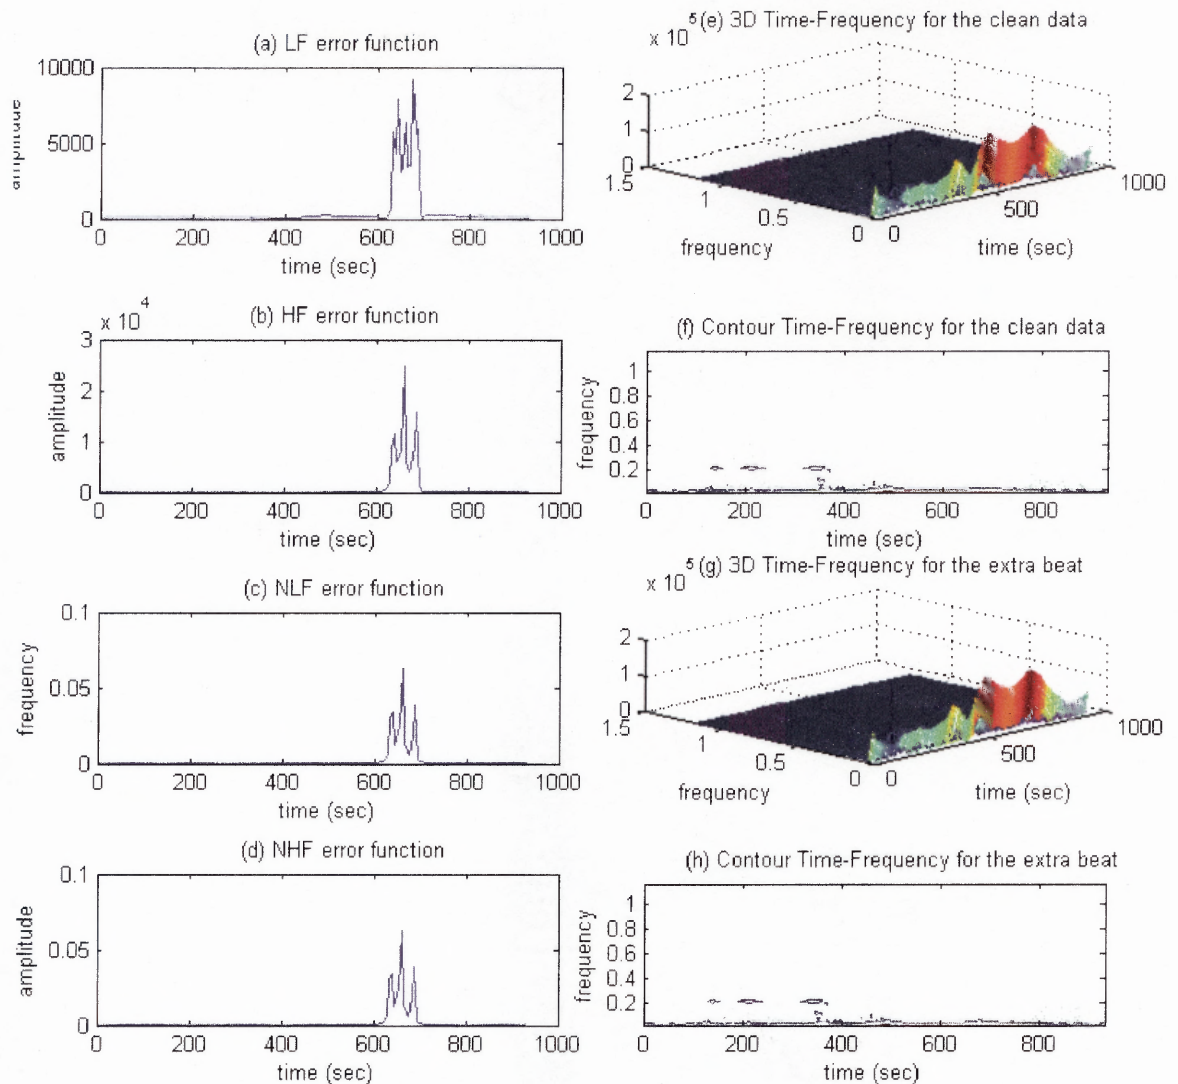 (a) LF error function
10000
5000
0
amplitude
0 200 400 600 800 1000
time (sec)
(b) HF error function
x 10^4
3
2
1
0
amplitude
0 200 400 600 800 1000
time (sec)
(c) NLF error function
0.1
0.05
0
frequency
0 200 400 600 800 1000
time (sec)
(d) NHF error function
0.1
0.05
0
amplitude
0 200 400 600 800 1000
time (sec)
x 10^5 (e) 3D Time-Frequency for the clean data
2
1
0
1.5 1 0.5 0
frequency
0 500 1000
time (sec)
(f) Contour Time-Frequency for the clean data
1
0.8
0.6
0.4
0.2
frequency
0 200 400 600 800
time (sec)
x 10^5 (g) 3D Time-Frequency for the extra beat
2
1
0
1.5 1 0.5 0
frequency
0 500 1000
time (sec)
(h) Contour Time-Frequency for the extra beat
1
0.8
0.6
0.4
0.2
frequency
0 200 400 600 800
time (sec)